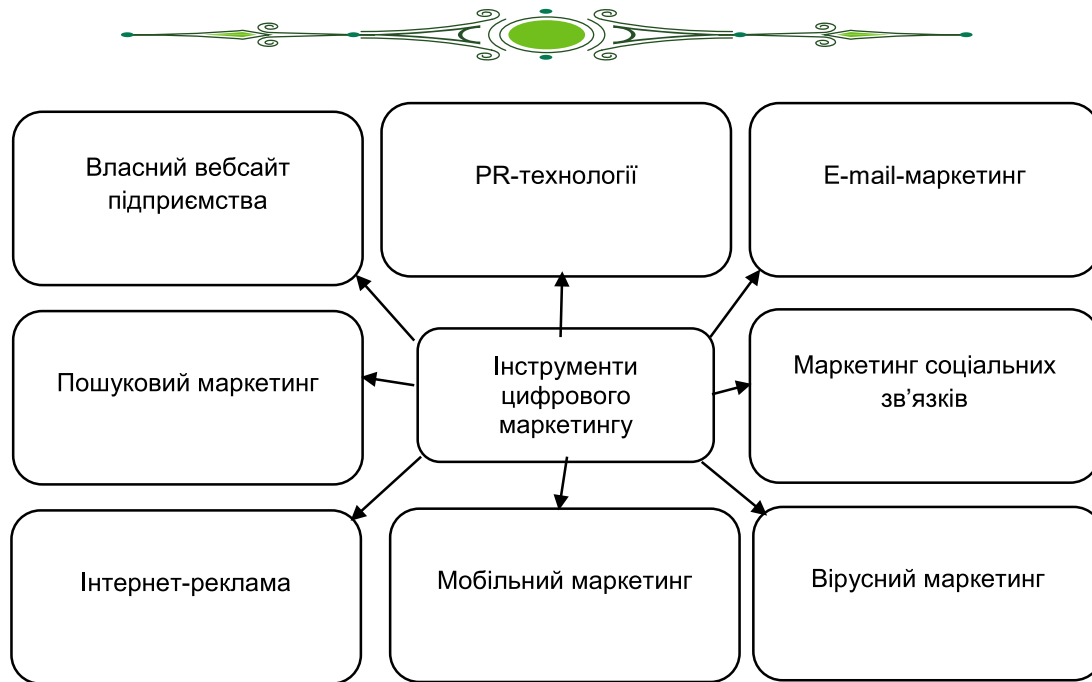 Власний вебсайт
підприємства
PR-технології
E-mail-маркетинг
Пошуковий маркетинг
Інструменти
цифрового
маркетингу
Маркетинг соціальних
зв’язків
Інтернет-реклама
Мобільний маркетинг
Вірусний маркетинг